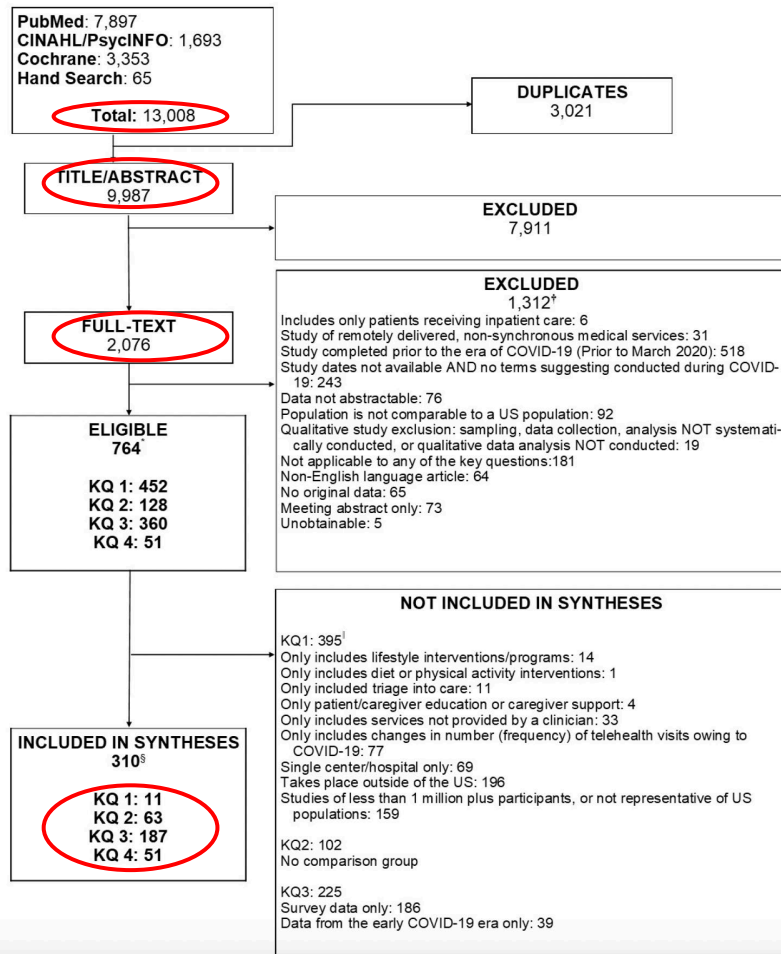 PubMed: 7,897
CINAHL/PsycINFO: 1,693
Cochrane: 3,353
Hand Search: 65
Total: 13,008
DUPLICATES
3,021
TITLE/ABSTRACT
9,987
EXCLUDED
7,911
FULL-TEXT
2,076
EXCLUDED
1,312†
Includes only patients receiving inpatient care: 6
Study of remotely delivered, non-synchronous medical services: 31
Study completed prior to the era of COVID-19 (Prior to March 2020): 518
Study dates not available AND no terms suggesting conducted during COVID-
19: 243
Data not abstractable: 76
Population is not comparable to a US population: 92
Qualitative study exclusion: sampling, data collection, analysis NOT systemati-
cally conducted, or qualitative data analysis NOT conducted: 19
Not applicable to any of the key questions:181
Non-English language article: 64
No original data: 65
Meeting abstract only: 73
Unobtainable: 5
ELIGIBLE
764*
KQ 1: 452
KQ 2: 128
KQ 3: 360
KQ 4: 51
NOT INCLUDED IN SYNTHESES
KQ1: 395‖
Only includes lifestyle interventions/programs: 14
Only includes diet or physical activity interventions: 1
Only included triage into care: 11
Only patient/caregiver education or caregiver support: 4
Only includes services not provided by a clinician: 33
Only includes changes in number (frequency) of telehealth visits owing to
COVID-19: 77
Single center/hospital only: 69
Takes place outside of the US: 196
Studies of less than 1 million plus participants, or not representative of US
populations: 159
KQ2: 102
No comparison group
KQ3: 225
Survey data only: 186
Data from the early COVID-19 era only: 39
INCLUDED IN SYNTHESES
310§
KQ 1: 11
KQ 2: 63
KQ 3: 187
KQ 4: 51